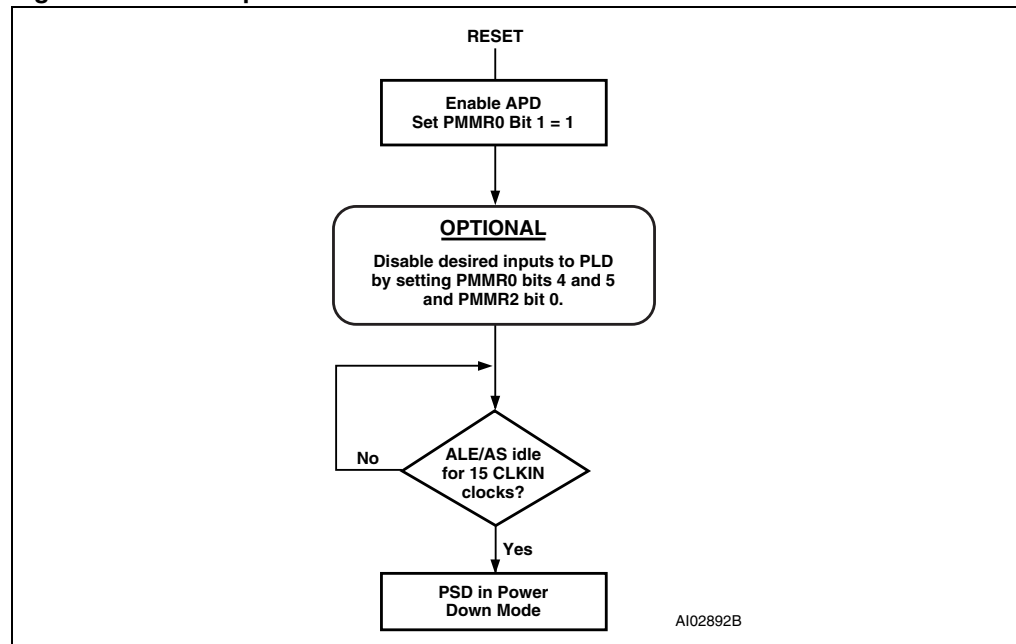 RESET
Enable APD
Set PMMR0 Bit 1 = 1
OPTIONAL
Disable desired inputs to PLD
by setting PMMR0 bits 4 and 5
and PMMR2 bit 0.
No
ALE/AS idle
for 15 CLKIN
clocks?
Yes
PSD in Power
Down Mode
AI02892B